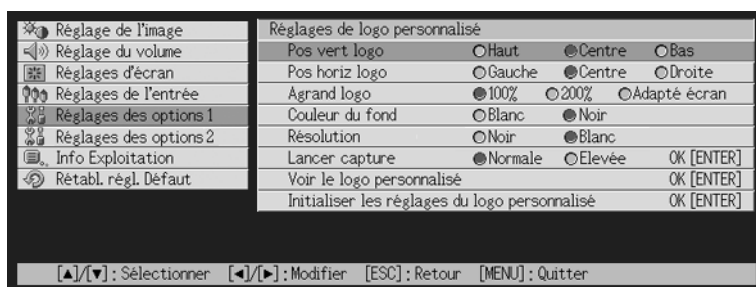 Réglage de l'image
Réglage du volume
Réglages d'écran
Réglages de l'entrée
Réglages des options 1
Réglages des options 2
Info Exploitation
Rétabl. régl. Défaut
Réglages de logo personnalisé
Pos vert logo Haut Centre Bas
Pos horiz logo Gauche Centre Droite
Agrand logo 100% 200% Adapté écran
Couleur du fond Blanc Noir
Résolution Noir Blanc
Lancer capture Normale Elevée OK [ENTER]
Voir le logo personnalisé OK [ENTER]
Initialiser les réglages du logo personnalisé OK [ENTER]
[▲]/[▼] : Sélectionner [◄]/[►] : Modifier [ESC] : Retour [MENU] : Quitter